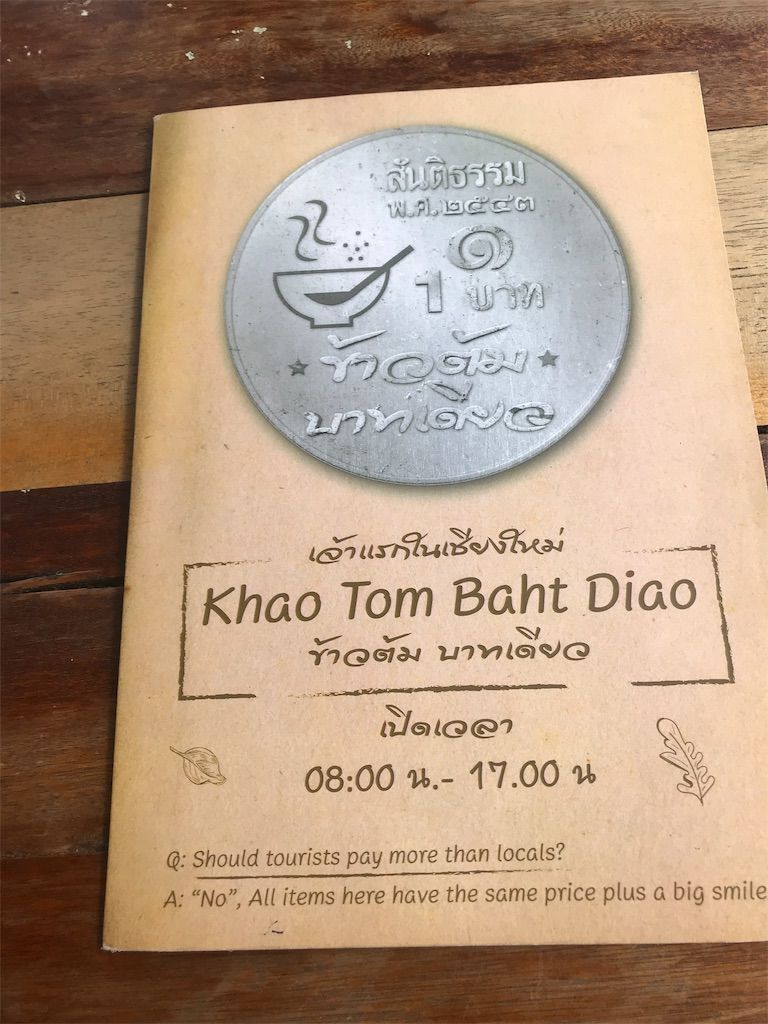 สันติธรรม
พ.ศ.๒๕๔๓
๑
1 บาท
ข้าวต้ม
บาทเดียว
เจ้าแรกในเชียงใหม่
Khao Tom Baht Diao
ข้าวต้ม บาทเดียว
เปิดเวลา
08:00 น.- 17.00 น
Q: Should tourists pay more than locals?
A: “No”, All items here have the same price plus a big smile